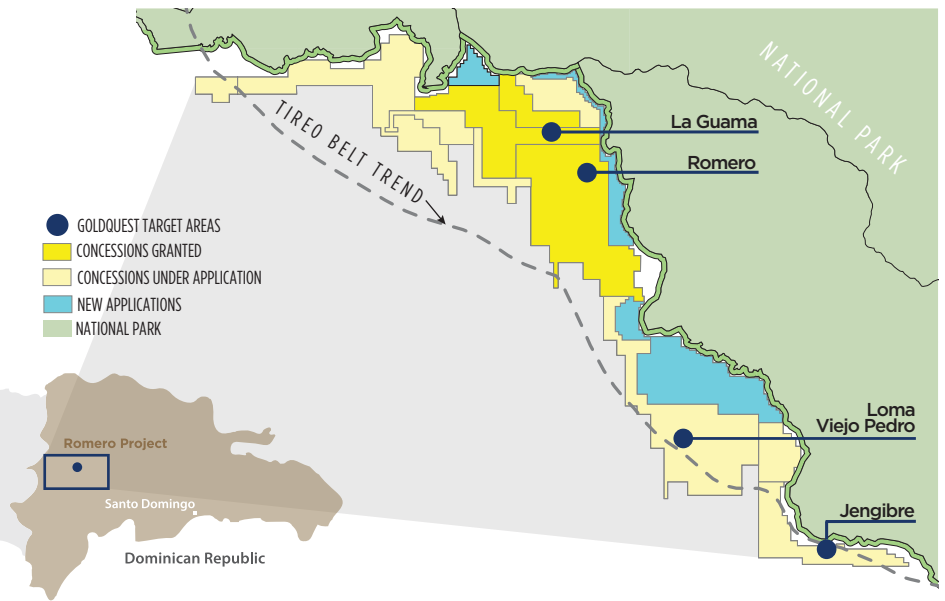 NATIONAL PARK
TIREO BELT TREND
La Guama
Romero
GOLDQUEST TARGET AREAS
CONCESSIONS GRANTED
CONCESSIONS UNDER APPLICATION
NEW APPLICATIONS
NATIONAL PARK
Loma
Viejo Pedro
Romero Project
Santo Domingo
Jengibre
Dominican Republic